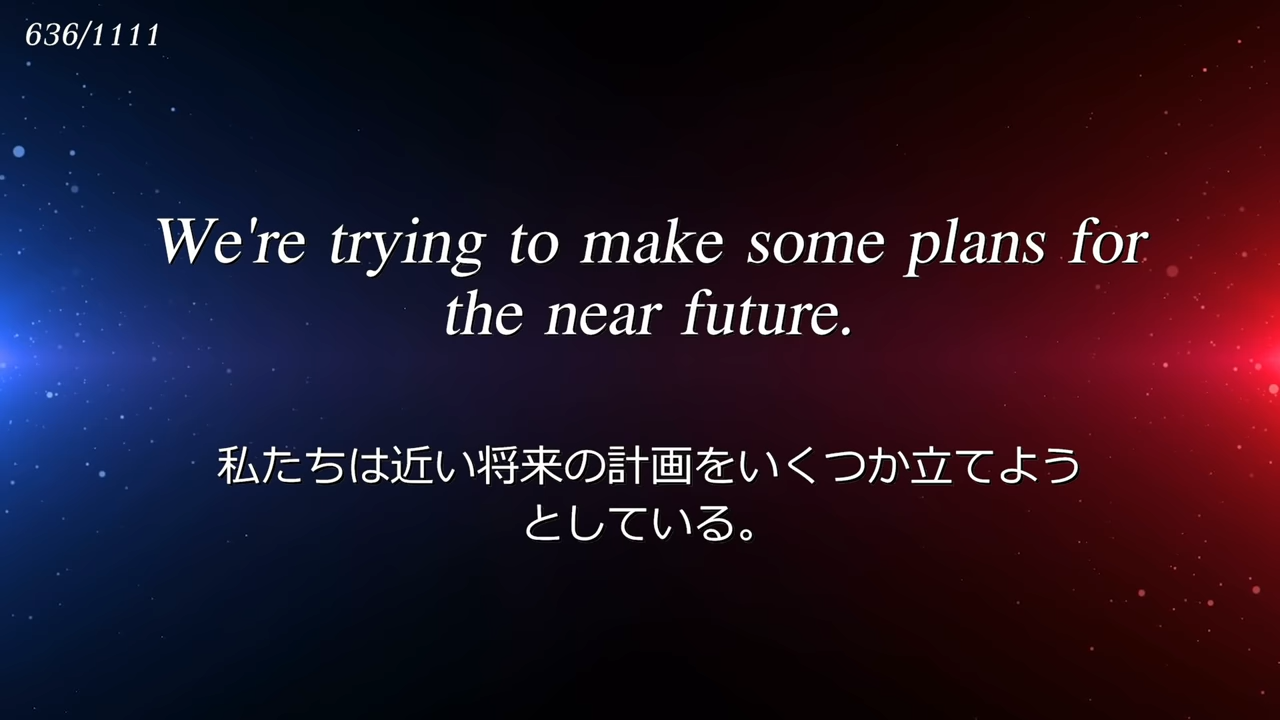 636/1111
We're trying to make some plans for
the near future.
私たちは近い将来の計画をいくつか立てよう
としている。